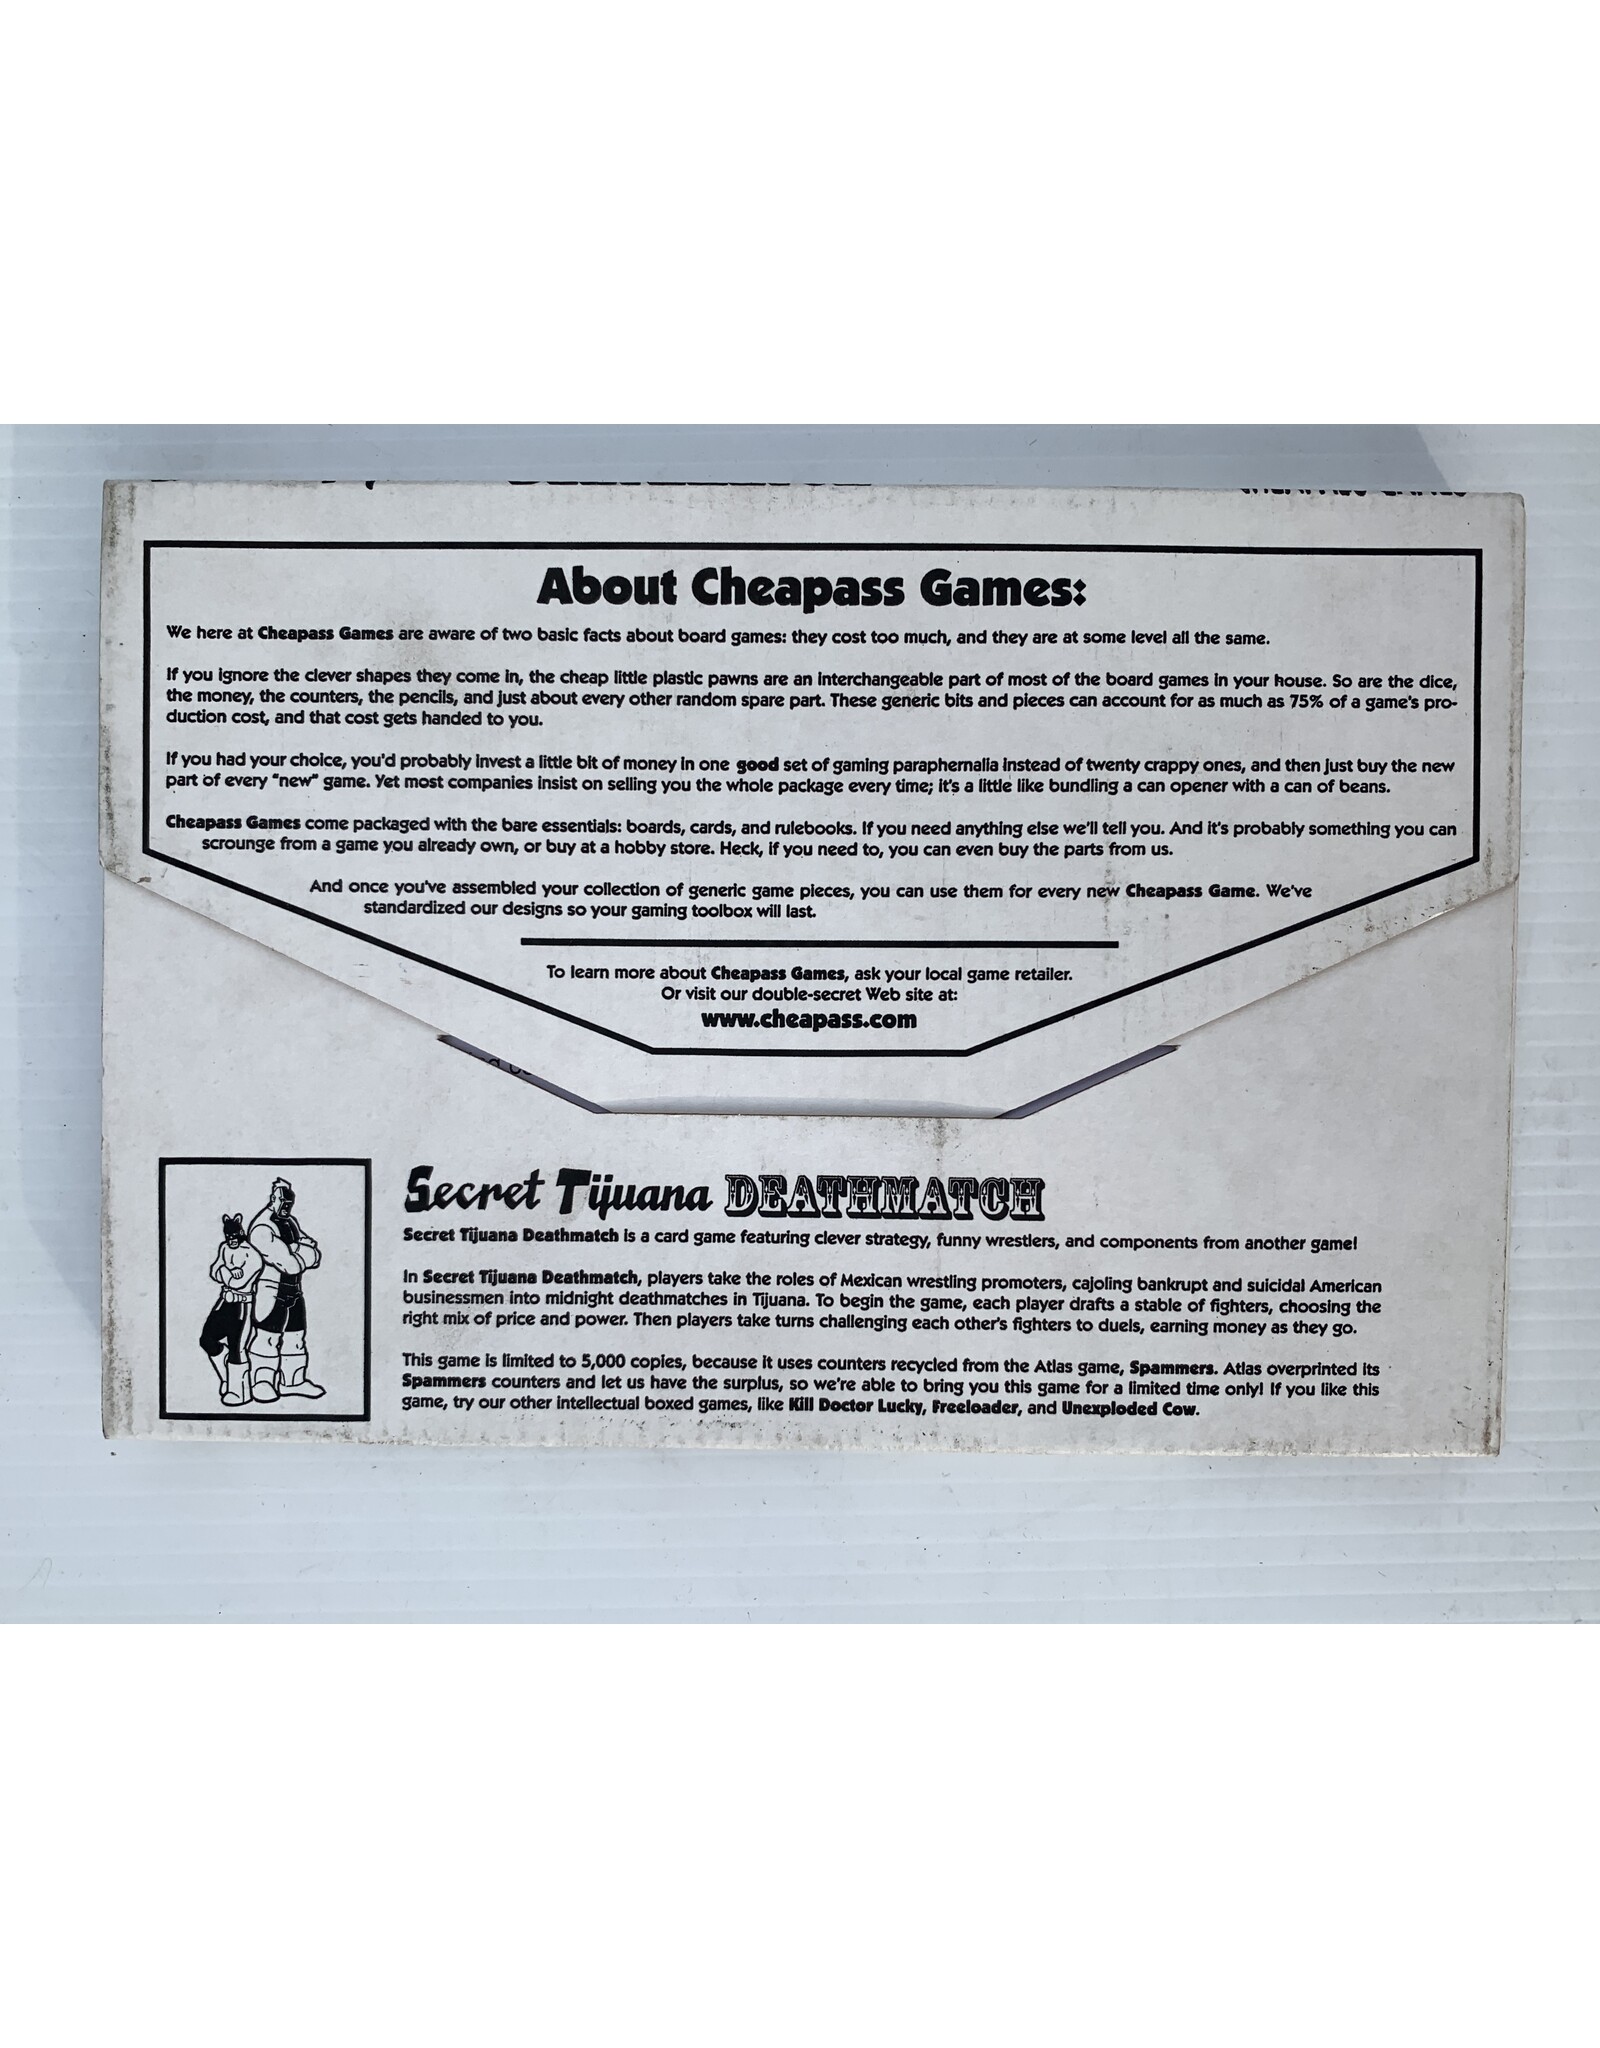 About Cheapass Games:
We here at Cheapass Games are aware of two basic facts about board games: they cost too much, and they are at some level all the same.
If you ignore the clever shapes they come in, the cheap little plastic pawns are an interchangeable part of most of the board games in your house. So are the dice,
the money, the counters, the pencils, and just about every other random spare part. These generic bits and pieces can account for as much as 75% of a game's pro-
duction cost, and that cost gets handed to you.
If you had your choice, you'd probably invest a little bit of money in one good set of gaming paraphernalia instead of twenty crappy ones, and then just buy the new
part of every "new" game. Yet most companies insist on selling you the whole package every time; it's a little like bundling a can opener with a can of beans.
Cheapass Games come packaged with the bare essentials: boards, cards, and rulebooks. If you need anything else we'll tell you. And it's probably something you can
scrounge from a game you already own, or buy at a hobby store. Heck, if you need to, you can even buy the parts from us.
And once you've assembled your collection of generic game pieces, you can use them for every new Cheapass Game. We've
standardized our designs so your gaming toolbox will last.
To learn more about Cheapass Games, ask your local game retailer.
Or visit our double-secret Web site at:
www.cheapass.com
Secret Tijuana DEATHMATCH
Secret Tijuana Deathmatch is a card game featuring clever strategy, funny wrestlers, and components from another game!
In Secret Tijuana Deathmatch, players take the roles of Mexican wrestling promoters, cajoling bankrupt and suicidal American
businessmen into midnight deathmatches in Tijuana. To begin the game, each player drafts a stable of fighters, choosing the
right mix of price and power. Then players take turns challenging each other's fighters to duels, earning money as they go.
This game is limited to 5,000 copies, because it uses counters recycled from the Atlas game, Spammers. Atlas overprinted its
Spammers counters and let us have the surplus, so we're able to bring you this game for a limited time only! If you like this
game, try our other intellectual boxed games, like Kill Doctor Lucky, Freeloader, and Unexploded Cow.